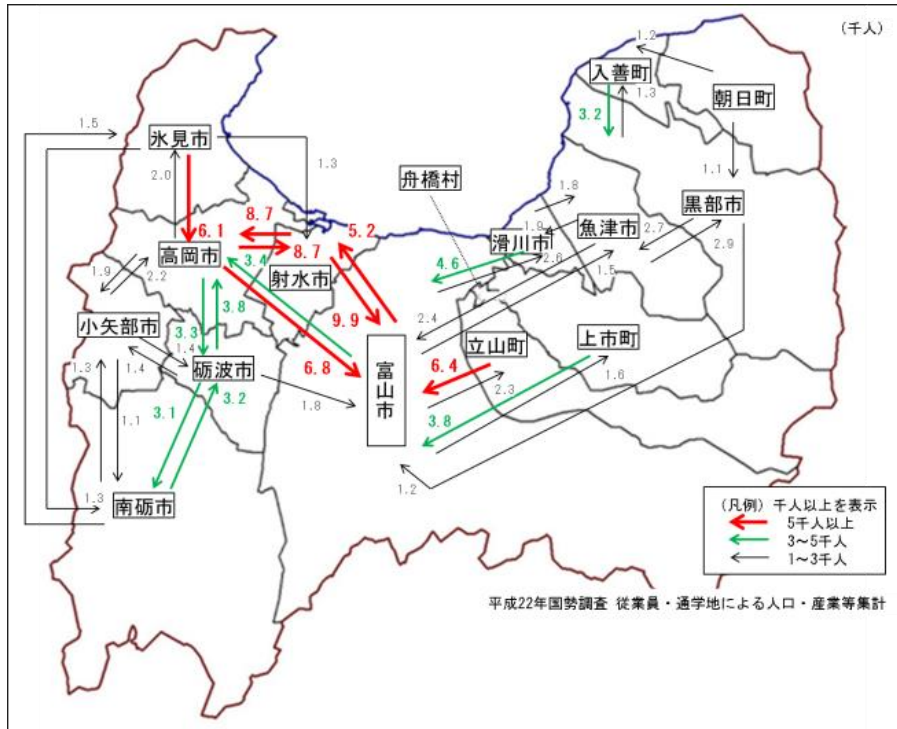 (千人)
1.2
入善町
朝日町
1.3
3.2
1.5
氷見市
1.3
1.1
舟橋村
2.0
1.8
黒部市
8.7
5.2
1.9
魚津市
2.7
6.1
滑川市
2.9
高岡市
3.4
8.7
4.6
2.6
1.5
射水市
1.9
2.2
3.8
9.9
2.4
小矢部市
3.3
立山町
上市町
1.4
1.3
1.4
砺波市
6.8
富山市
6.4
2.3
1.6
3.1
3.2
1.8
1.1
3.8
1.3
1.2
南砺市
(凡例) 千人以上を表示
5千人以上
3～5千人
1～3千人
平成22年国勢調査 従業員・通学地による人口・産業等集計